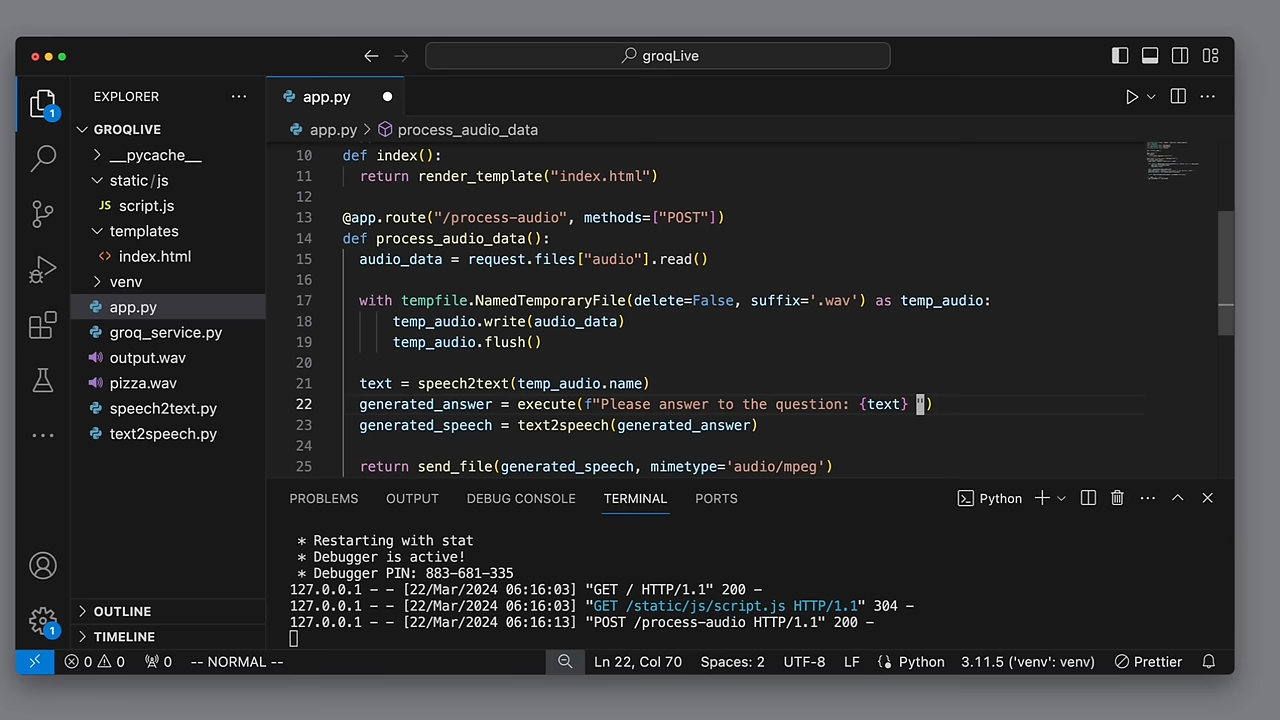 groqLive
EXPLORER
app.py
GROQLIVE
app.py > process_audio_data
__pycache__
static/js
JS script.js
templates
<> index.html
venv
app.py
groq_service.py
output.wav
pizza.wav
speech2text.py
text2speech.py
OUTLINE
TIMELINE
1
1
10 def index():
11 return render_template("index.html")
12
13 @app.route("/process-audio", methods=["POST"])
14 def process_audio_data():
15 audio_data = request.files["audio"].read()
16
17 with tempfile.NamedTemporaryFile(delete=False, suffix='.wav') as temp_audio:
18 temp_audio.write(audio_data)
19 temp_audio.flush()
20
21 text = speech2text(temp_audio.name)
22 generated_answer = execute(f"Please answer to the question: {text} ")
23 generated_speech = text2speech(generated_answer)
24
25 return send_file(generated_speech, mimetype='audio/mpeg')
PROBLEMS OUTPUT DEBUG CONSOLE TERMINAL PORTS Python
* Restarting with stat
* Debugger is active!
* Debugger PIN: 883-681-335
127.0.0.1 - - [22/Mar/2024 06:16:03] "GET / HTTP/1.1" 200 -
127.0.0.1 - - [22/Mar/2024 06:16:03] "GET /static/js/script.js HTTP/1.1" 304 -
127.0.0.1 - - [22/Mar/2024 06:16:13] "POST /process-audio HTTP/1.1" 200 -
0 0 0 -- NORMAL -- Ln 22, Col 70 Spaces: 2 UTF-8 LF Python 3.11.5 ('venv': venv) Prettier